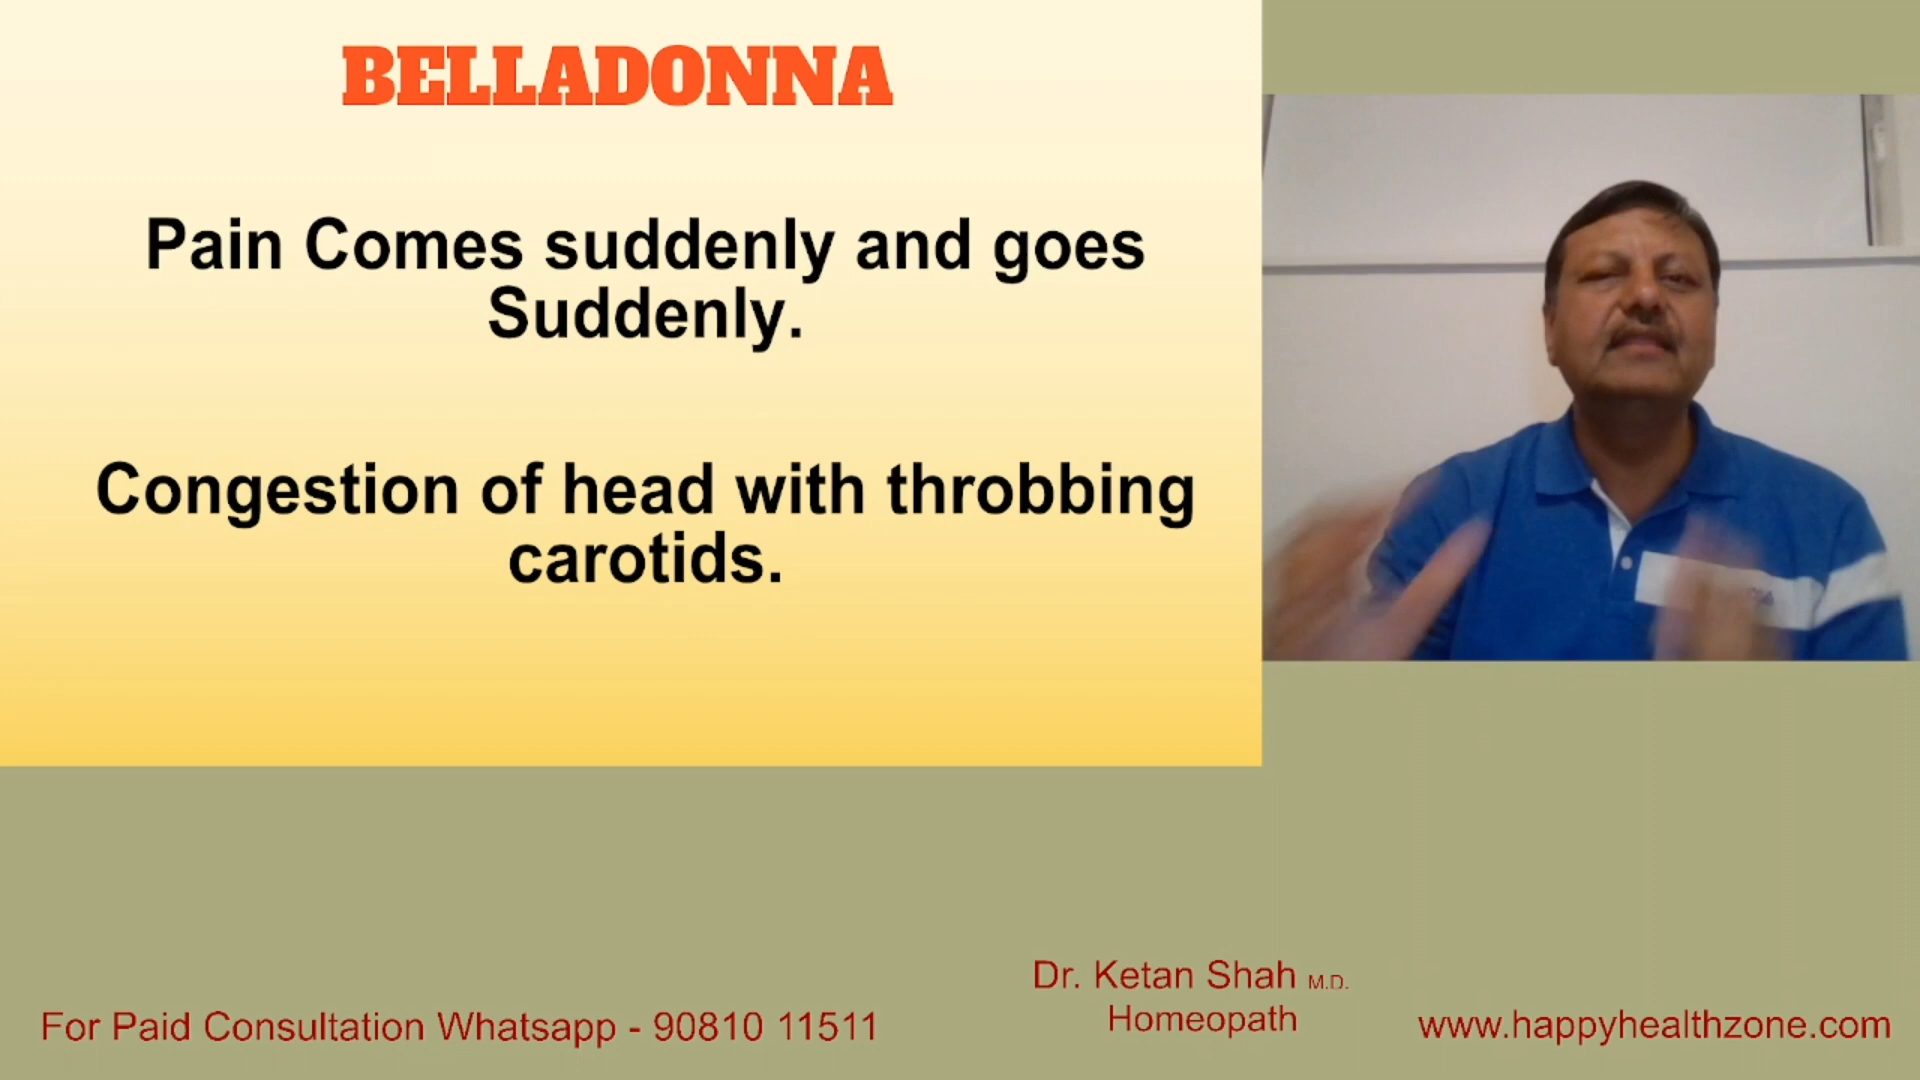 BELLADONNA
Pain Comes suddenly and goes
Suddenly.
Congestion of head with throbbing
carotids.
Dr. Ketan Shah M.D.
Homeopath
For Paid Consultation Whatsapp - 90810 11511
www.happyhealthzone.com